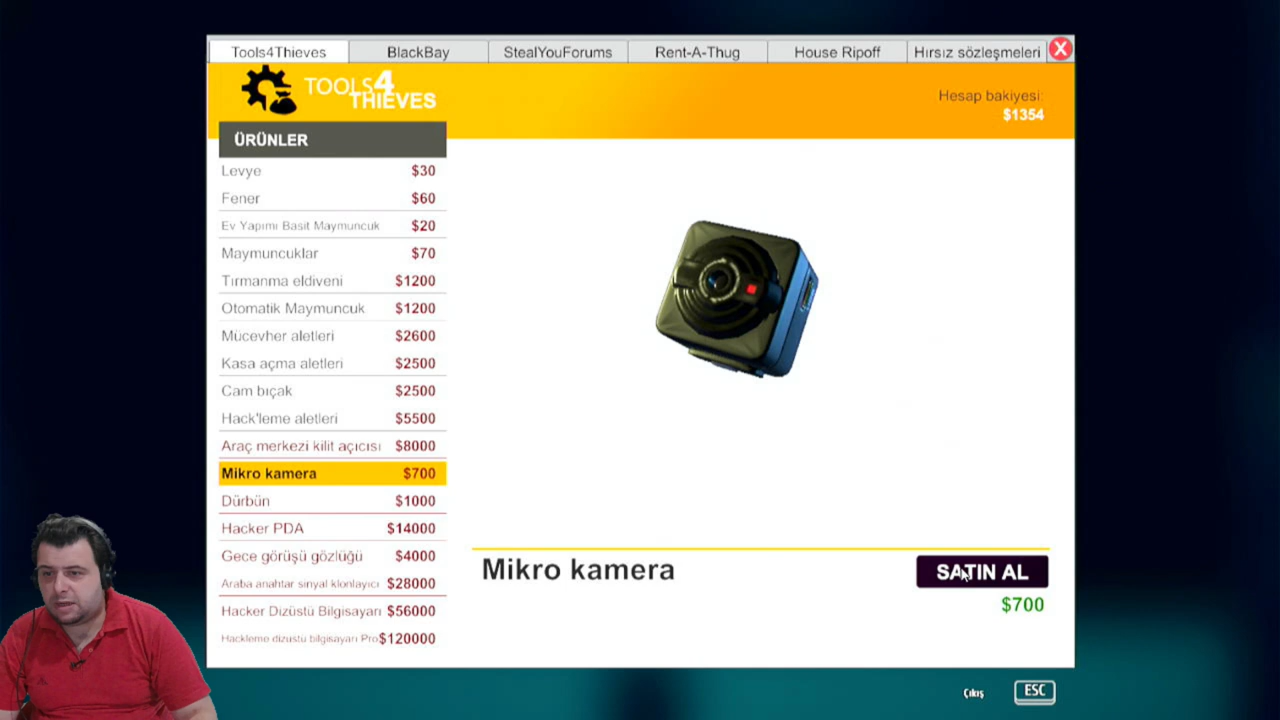 Tools4Thieves BlackBay StealYouForums Rent-A-Thug House Ripoff Hırsız sözleşmeleri X
TOOLS4
THIEVES
Hesap bakiyesi:
$1354
ÜRÜNLER
Levye $30
Fener $60
Ev Yapımı Basit Maymuncuk $20
Maymuncuklar $70
Tırmanma eldiveni $1200
Otomatik Maymuncuk $1200
Mücevher aletleri $2600
Kasa açma aletleri $2500
Cam bıçak $2500
Hack'leme aletleri $5500
Araç merkezi kilit açıcısı $8000
Mikro kamera $700
Dürbün $1000
Hacker PDA $14000
Gece görüşü gözlüğü $4000
Araba anahtar sinyal klonlayıcı $28000
Hacker Dizüstü Bilgisayarı $56000
Hackleme dizüstü bilgisayarı Pro $120000
Mikro kamera
SATIN AL
$700
Çıkış ESC